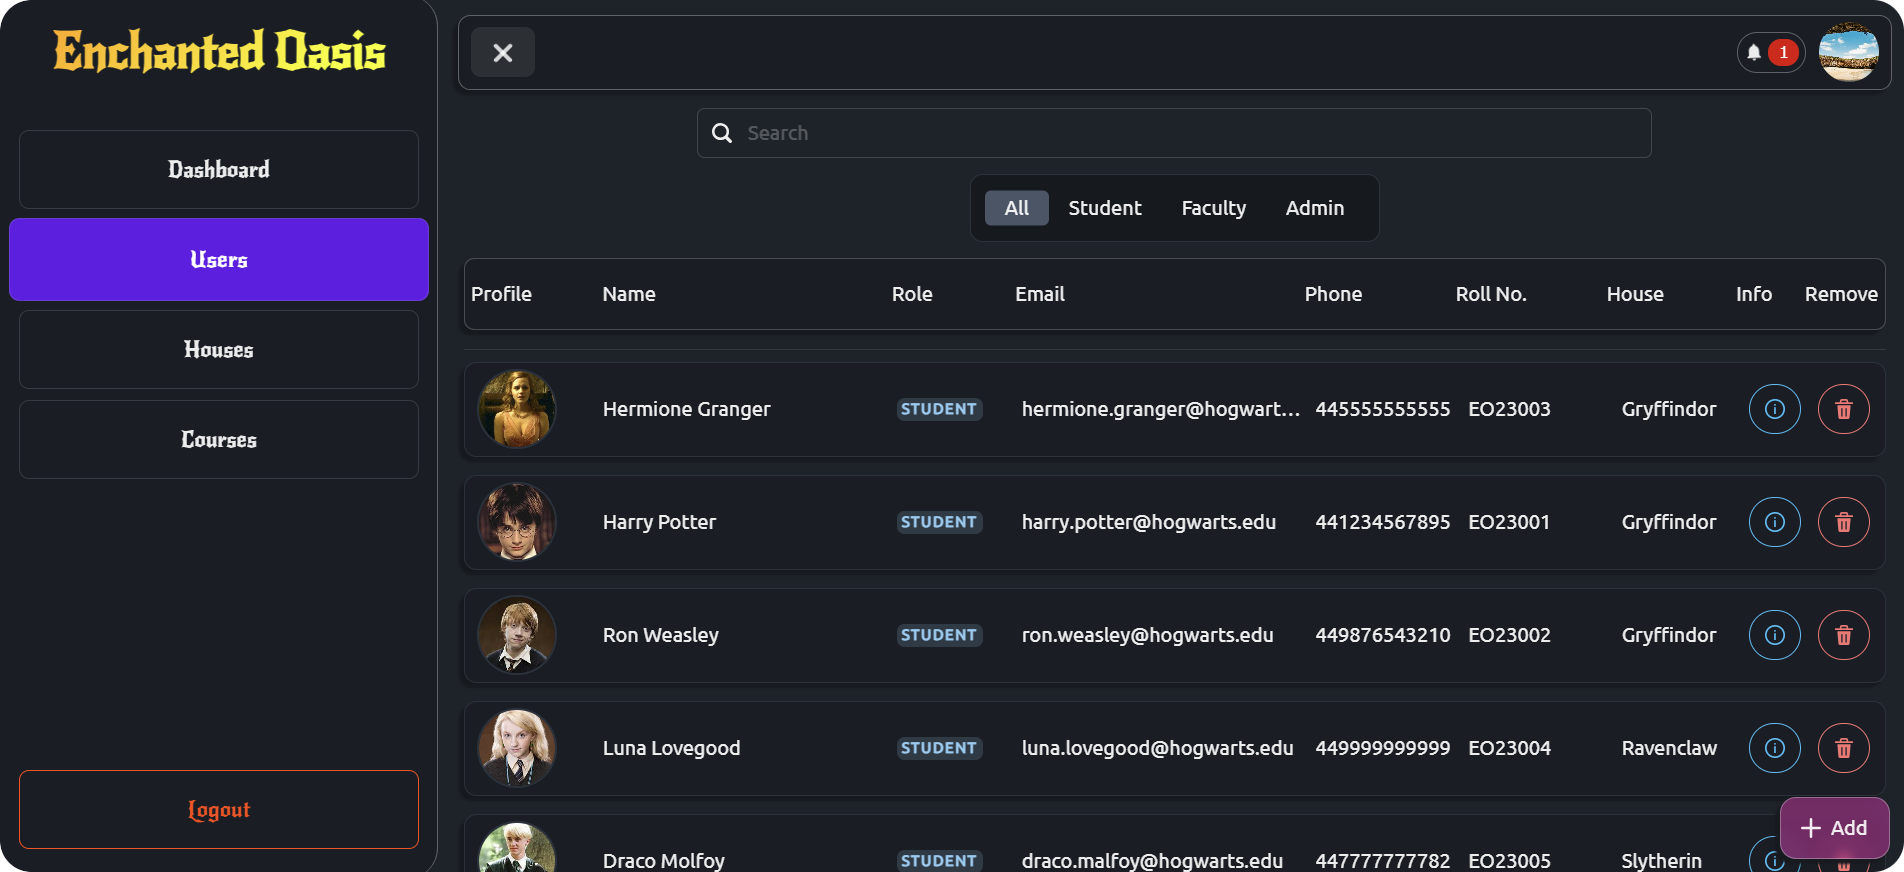 Enchanted Oasis
1
Dashboard
Users
Houses
Courses
Logout
Search
All Student Faculty Admin
Profile Name Role Email Phone Roll No. House Info Remove
Hermione Granger STUDENT hermione.granger@hogwart... 445555555555 EO23003 Gryffindor
Harry Potter STUDENT harry.potter@hogwarts.edu 441234567895 EO23001 Gryffindor
Ron Weasley STUDENT ron.weasley@hogwarts.edu 449876543210 EO23002 Gryffindor
Luna Lovegood STUDENT luna.lovegood@hogwarts.edu 449999999999 EO23004 Ravenclaw
Add
Draco Molfoy STUDENT draco.malfoy@hogwarts.edu 447777777782 EO23005 Slytherin